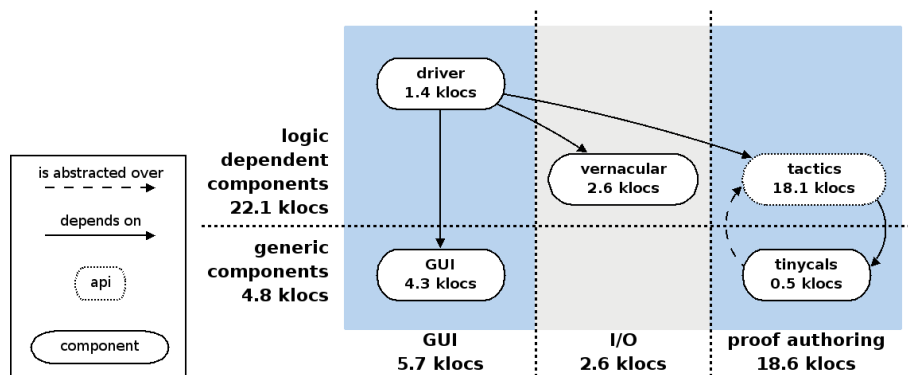 driver
1.4 klocs
logic
dependent
components
22.1 klocs
vernacular
2.6 klocs
tactics
18.1 klocs
generic
components
4.8 klocs
GUI
4.3 klocs
tinycals
0.5 klocs
GUI
5.7 klocs
I/O
2.6 klocs
proof authoring
18.6 klocs
is abstracted over
depends on
api
component